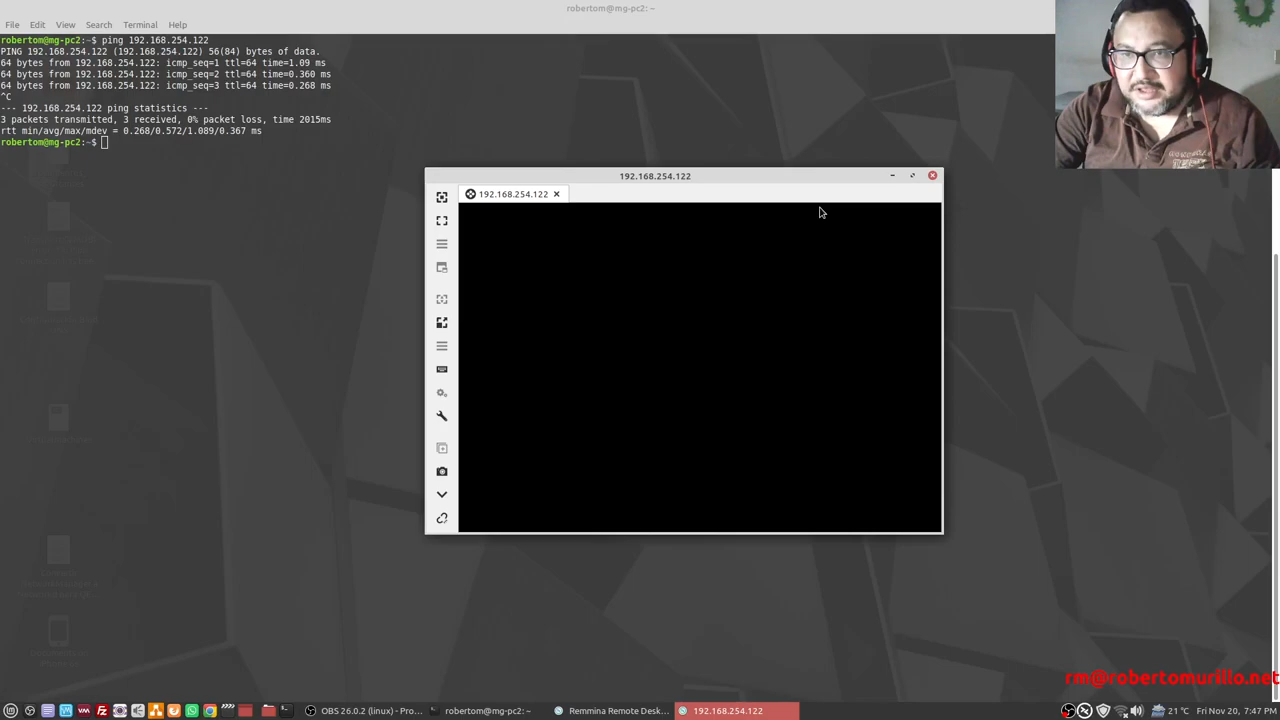 robertom@mg-pc2: ~
File Edit View Search Terminal Help
robertom@mg-pc2:~$ ping 192.168.254.122
PING 192.168.254.122 (192.168.254.122) 56(84) bytes of data.
64 bytes from 192.168.254.122: icmp_seq=1 ttl=64 time=1.09 ms
64 bytes from 192.168.254.122: icmp_seq=2 ttl=64 time=0.360 ms
64 bytes from 192.168.254.122: icmp_seq=3 ttl=64 time=0.268 ms
^C
--- 192.168.254.122 ping statistics ---
3 packets transmitted, 3 received, 0% packet loss, time 2015ms
rtt min/avg/max/mdev = 0.268/0.572/1.089/0.367 ms
robertom@mg-pc2:~$
192.168.254.122
192.168.254.122
rm@robertomurillo.net
OBS 26.0.2 (linux) - Pro... robertom@mg-pc2: ~ Remmina Remote Desk... 192.168.254.122 21 °C Fri Nov 20, 7:47 PM